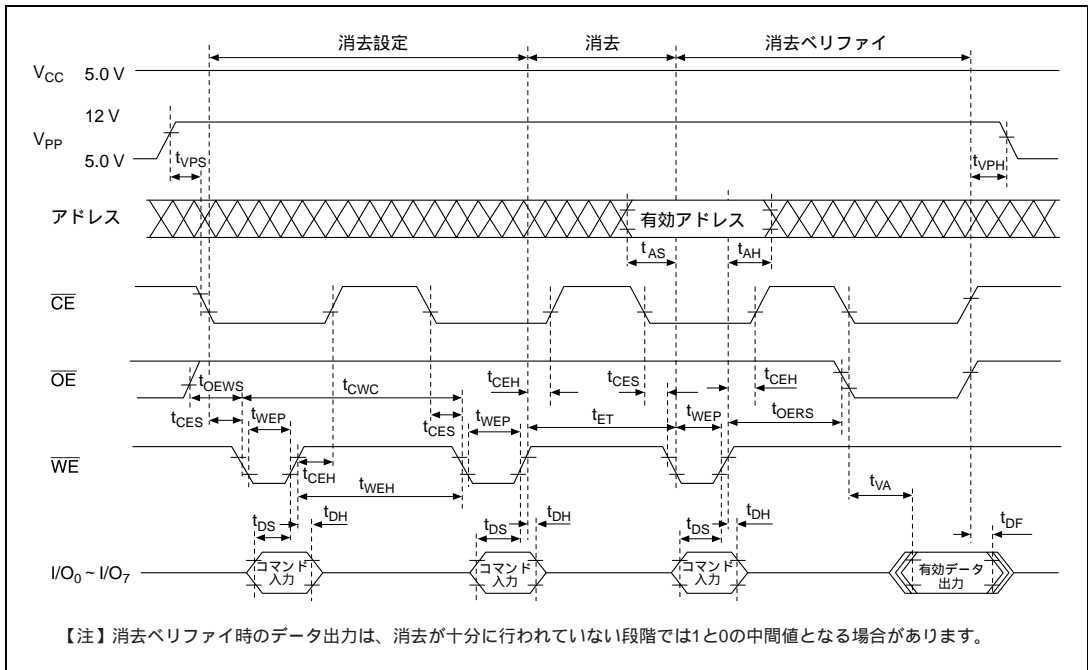 消去設定 消去 消去ベリファイ
VCC 5.0 V
12 V
VPP
5.0 V
tVPS tVPH
アドレス 有効アドレス
tAS tAH
CE
OE
tOEWS tCWC tCEH tCES tCEH
tCES tWEP tCES tWEP tET tWEP tOERS
WE
tCEH
tWEH tVA
tDS tDH tDS tDH tDS tDH tDF
I/O0 ~ I/O7 コマンド入力 コマンド入力 コマンド入力 有効データ出力
【注】消去ベリファイ時のデータ出力は、消去が十分に行われていない段階では1と0の中間値となる場合があります。